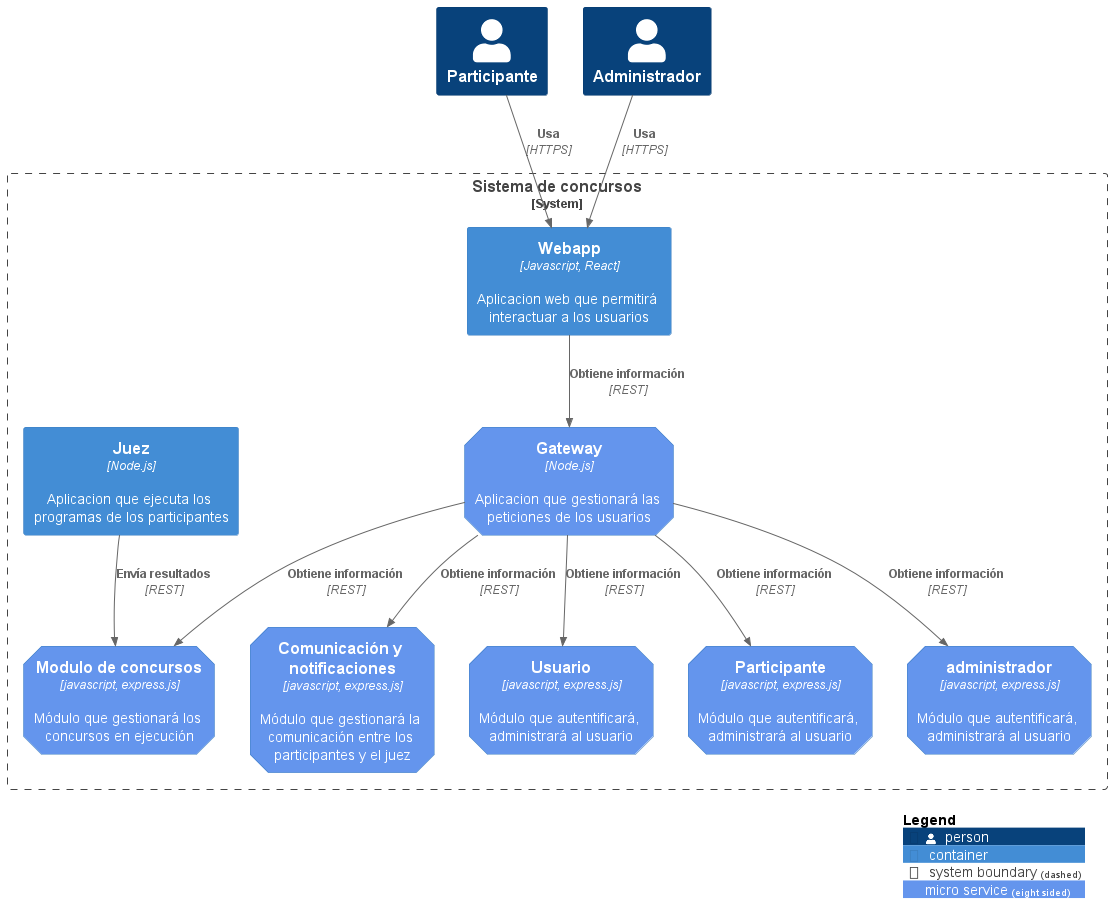 Participante
Administrador
Usa
[HTTPS]
Usa
[HTTPS]
Sistema de concursos
[System]
Webapp
[Javascript, React]
Aplicacion web que permitirá
interactuar a los usuarios
Obtiene información
[REST]
Juez
[Node.js]
Aplicacion que ejecuta los
programas de los participantes
Gateway
[Node.js]
Aplicacion que gestionará las
peticiones de los usuarios
Envía resultados
[REST]
Obtiene información
[REST]
Obtiene información
[REST]
Obtiene información
[REST]
Obtiene información
[REST]
Obtiene información
[REST]
Modulo de concursos
[javascript, express.js]
Módulo que gestionará los
concursos en ejecución
Comunicación y
notificaciones
[javascript, express.js]
Módulo que gestionará la
comunicación entre los
participantes y el juez
Usuario
[javascript, express.js]
Módulo que autentificará,
administrará al usuario
Participante
[javascript, express.js]
Módulo que autentificará,
administrará al usuario
administrador
[javascript, express.js]
Módulo que autentificará,
administrará al usuario
Legend
person
container
system boundary (dashed)
micro service (eight sided)